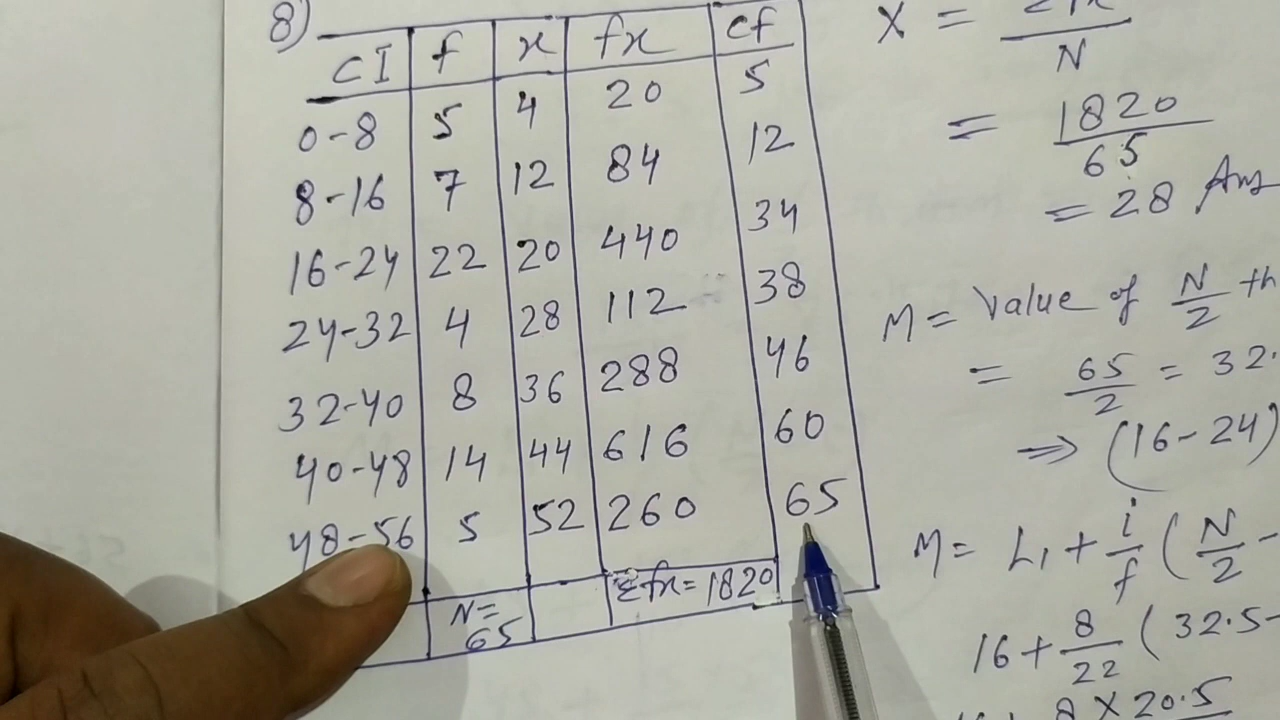 8)
CI f x fx cf
0-8 5 4 20 5
8-16 7 12 84 12
16-24 22 20 440 34
24-32 4 28 112 38
32-40 8 36 288 46
40-48 14 44 616 60
48-56 5 52 260 65
N=65 Σfx=1820
X = Σfx/N
= 1820/65
= 28 Ans
M = Value of N/2 th
= 65/2 = 32.
⇒ (16-24)
M = L₁ + i/f (N/2 -
16 + 8/22 (32.5-
8 × 20.5